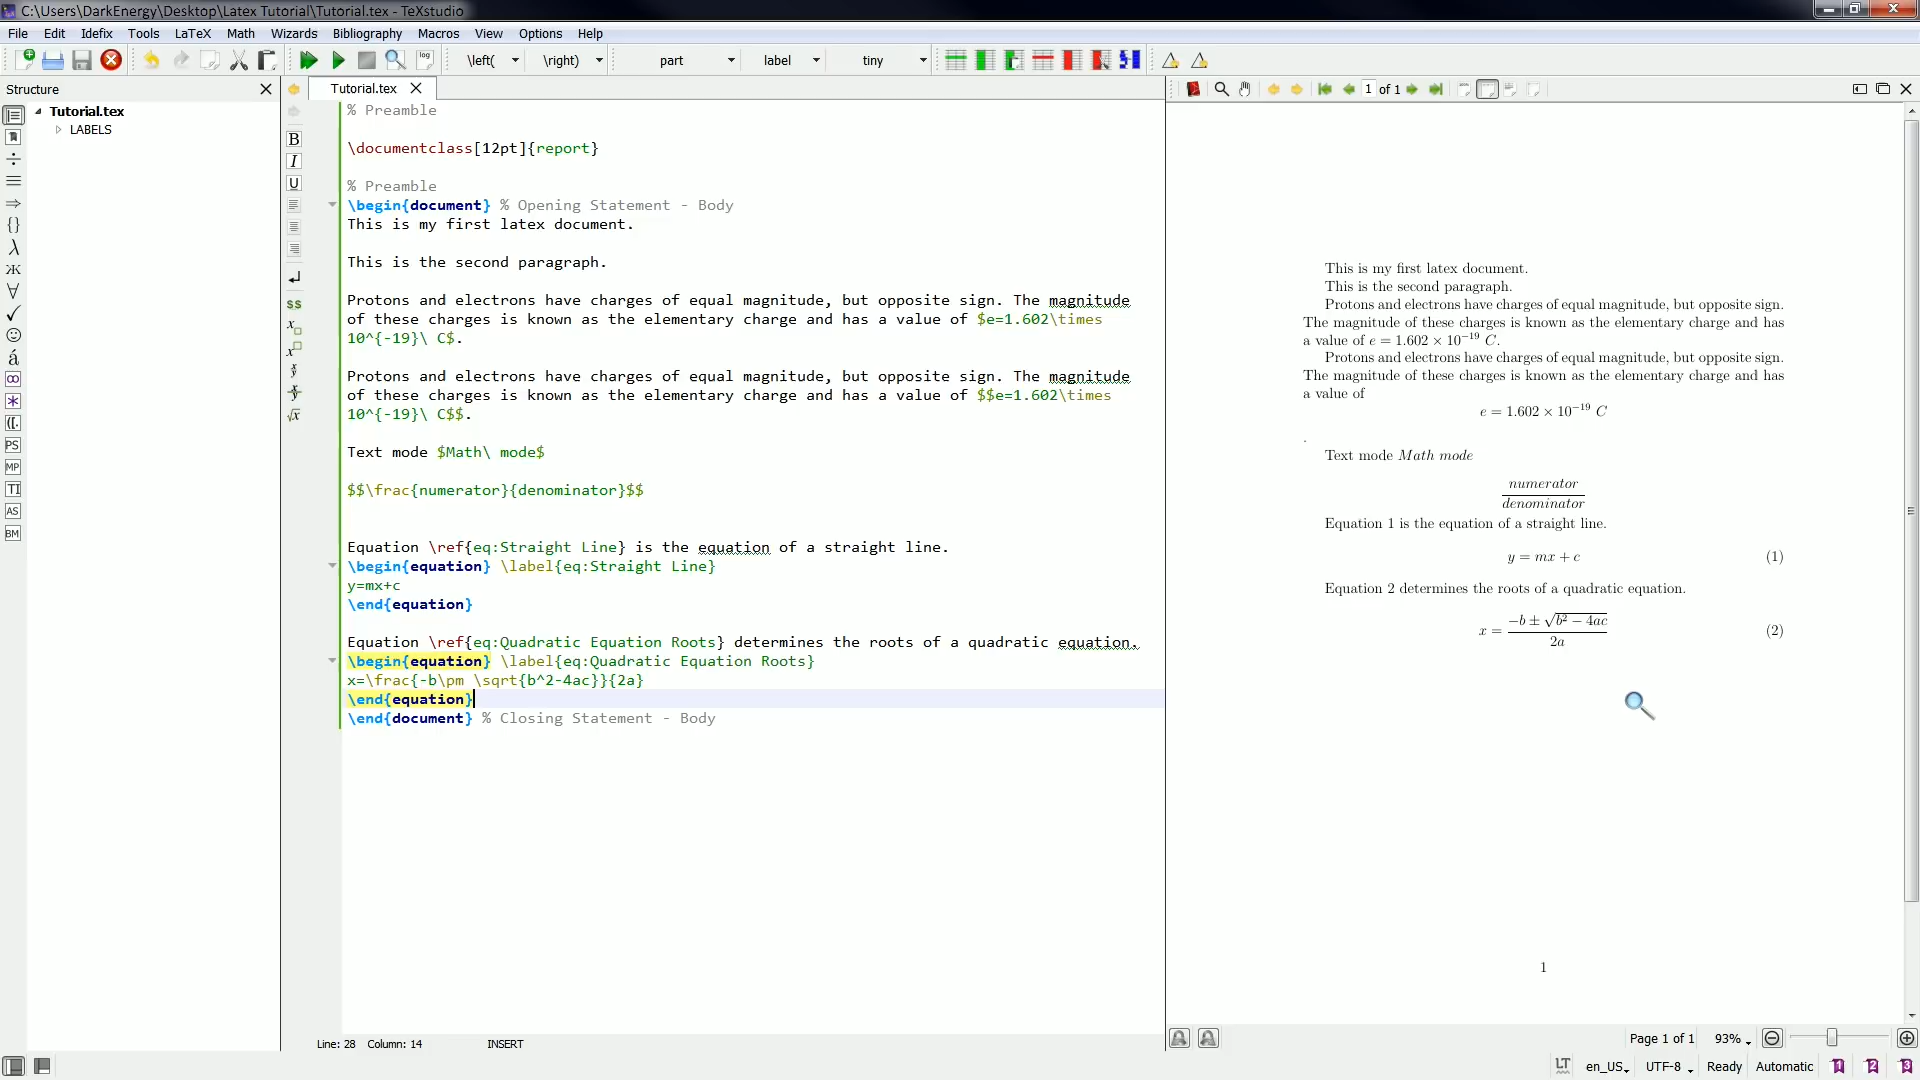 C:\Users\DarkEnergy\Desktop\Latex Tutorial\Tutorial.tex - TeXstudio
File Edit Idefix Tools LaTeX Math Wizards Bibliography Macros View Options Help
\left( \right) part label tiny
Structure
Tutorial.tex
LABELS
Tutorial.tex
% Preamble
\documentclass[12pt]{report}
% Preamble
\begin{document} % Opening Statement - Body
This is my first latex document.
This is the second paragraph.
Protons and electrons have charges of equal magnitude, but opposite sign. The magnitude
of these charges is known as the elementary charge and has a value of $e=1.602\times
10^{-19}\ C$.
Protons and electrons have charges of equal magnitude, but opposite sign. The magnitude
of these charges is known as the elementary charge and has a value of $$e=1.602\times
10^{-19}\ C$$.
Text mode $Math\ mode$
$$\frac{numerator}{denominator}$$
Equation \ref{eq:Straight Line} is the equation of a straight line.
\begin{equation} \label{eq:Straight Line}
y=mx+c
\end{equation}
Equation \ref{eq:Quadratic Equation Roots} determines the roots of a quadratic equation.
\begin{equation} \label{eq:Quadratic Equation Roots}
x=\frac{-b\pm \sqrt{b^2-4ac}}{2a}
\end{equation}
\end{document} % Closing Statement - Body
Line: 28 Column: 14 INSERT
1 of 1
This is my first latex document.
This is the second paragraph.
Protons and electrons have charges of equal magnitude, but opposite sign.
The magnitude of these charges is known as the elementary charge and has
a value of e = 1.602 × 10⁻¹⁹ C.
Protons and electrons have charges of equal magnitude, but opposite sign.
The magnitude of these charges is known as the elementary charge and has
a value of
e = 1.602 × 10⁻¹⁹ C
.
Text mode Math mode
numerator
denominator
Equation 1 is the equation of a straight line.
y = mx + c (1)
Equation 2 determines the roots of a quadratic equation.
x = −b ± √b² − 4ac (2)
2a
1
Page 1 of 1 93%
LT en_US UTF-8 Ready Automatic 1 2 3